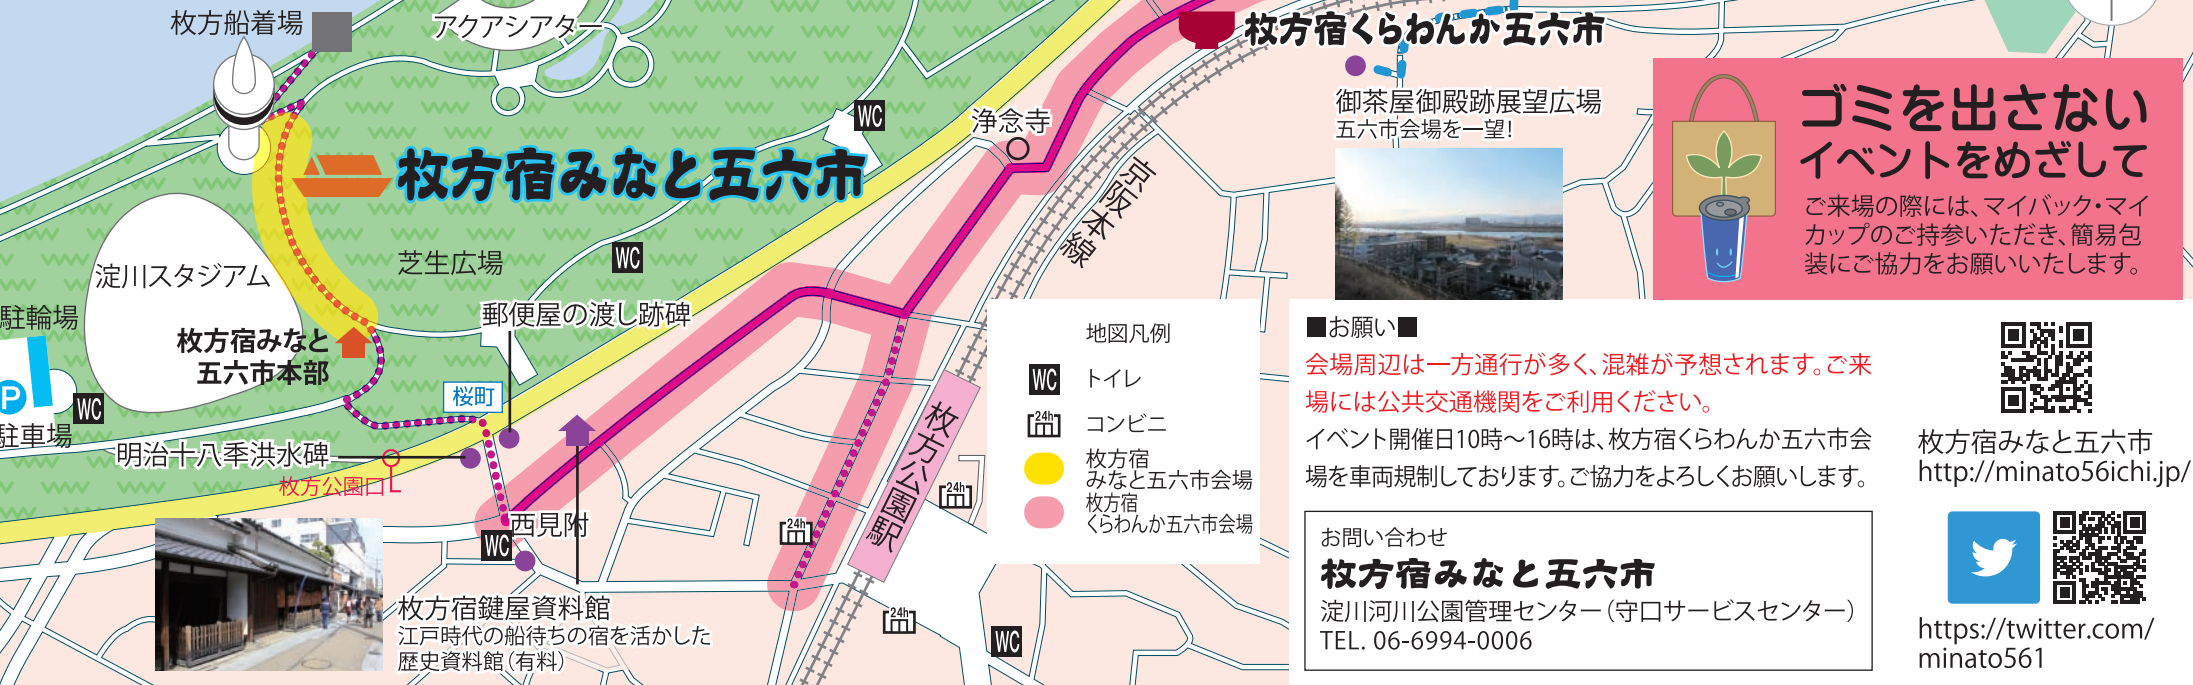 枚方船着場
アクアシアター
枚方宿くらわんか五六市
御茶屋御殿跡展望広場
五六市会場を一望!
WC
浄念寺
京阪本線
枚方宿みなと五六市
ゴミを出さない
イベントをめざして
ご来場の際には、マイバック・マイ
カップのご持参いただき、簡易包
装にご協力をお願いいたします。
芝生広場
WC
淀川スタジアム
駐輪場
枚方宿みなと
五六市本部
郵便屋の渡し跡碑
P
WC
駐車場
桜町
明治十八季洪水碑
枚方公園口
西見附
WC
24h
24h
24h
WC
枚方公園駅
枚方宿鍵屋資料館
江戸時代の船待ちの宿を活かした
歴史資料館(有料)
地図凡例
WC トイレ
24h コンビニ
枚方宿
みなと五六市会場
枚方宿
くらわんか五六市会場
■お願い■
会場周辺は一方通行が多く、混雑が予想されます。ご来
場には公共交通機関をご利用ください。
イベント開催日10時〜16時は、枚方宿くらわんか五六市会
場を車両規制しております。ご協力をよろしくお願いします。
お問い合わせ
枚方宿みなと五六市
淀川河川公園管理センター(守口サービスセンター)
TEL. 06-6994-0006
枚方宿みなと五六市
http://minato56ichi.jp/
https://twitter.com/
minato561